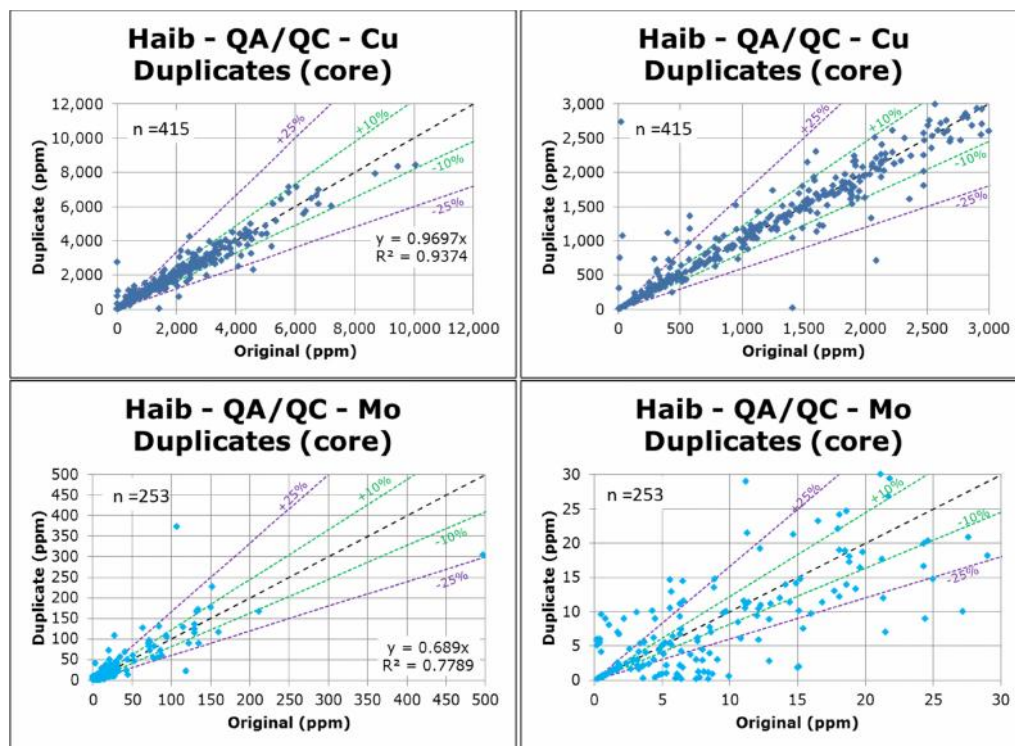 Haib - QA/QC - Cu
Duplicates (core)
12,000
10,000
8,000
6,000
4,000
2,000
0
Duplicate (ppm)
n =415
+25%
+10%
-10%
-25%
y = 0.9697x
R² = 0.9374
0 2,000 4,000 6,000 8,000 10,000 12,000
Original (ppm)
Haib - QA/QC - Cu
Duplicates (core)
3,000
2,500
2,000
1,500
1,000
500
0
Duplicate (ppm)
n =415
+25%
+10%
-10%
-25%
0 500 1,000 1,500 2,000 2,500 3,000
Original (ppm)
Haib - QA/QC - Mo
Duplicates (core)
500
450
400
350
300
250
200
150
100
50
0
Duplicate (ppm)
n =253
+25%
+10%
-10%
-25%
y = 0.689x
R² = 0.7789
0 50 100 150 200 250 300 350 400 450 500
Original (ppm)
Haib - QA/QC - Mo
Duplicates (core)
30
25
20
15
10
5
0
Duplicate (ppm)
n =253
+25%
+10%
-10%
-25%
0 5 10 15 20 25 30
Original (ppm)